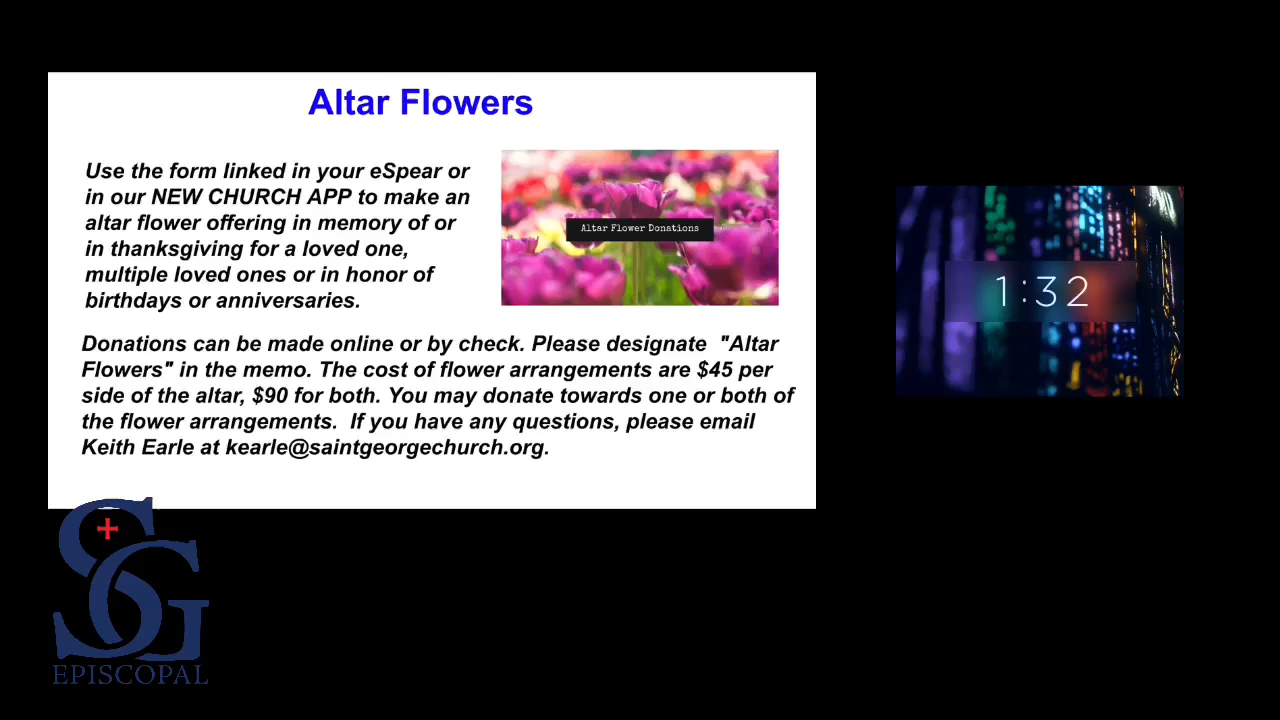 Altar Flowers
Use the form linked in your eSpear or
in our NEW CHURCH APP to make an
altar flower offering in memory of or
in thanksgiving for a loved one,
multiple loved ones or in honor of
birthdays or anniversaries.
Altar Flower Donations
Donations can be made online or by check. Please designate "Altar
Flowers" in the memo. The cost of flower arrangements are $45 per
side of the altar, $90 for both. You may donate towards one or both of
the flower arrangements. If you have any questions, please email
Keith Earle at kearle@saintgeorgechurch.org.
1:32
SG
EPISCOPAL